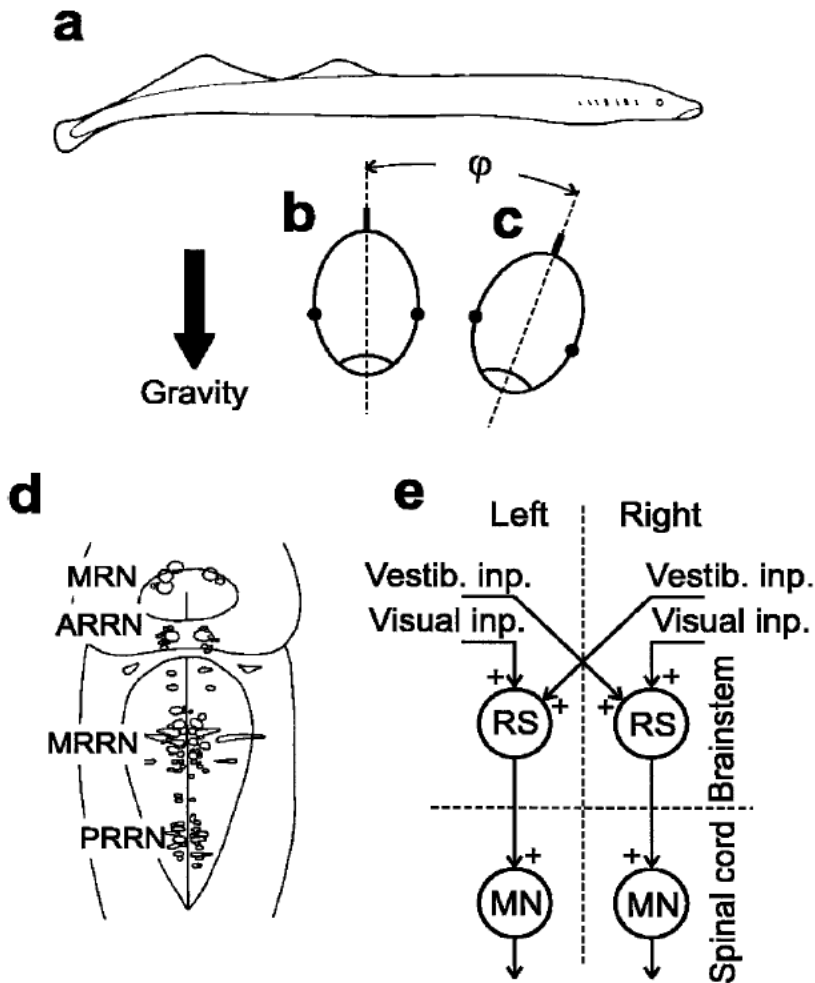 a
φ
b
c
Gravity
d
MRN
ARRN
MRRN
PRRN
e
Left Right
Vestib. inp. Vestib. inp.
Visual inp. Visual inp.
+ +
+ +
RS RS
Brainstem
+ +
MN MN
Spinal cord